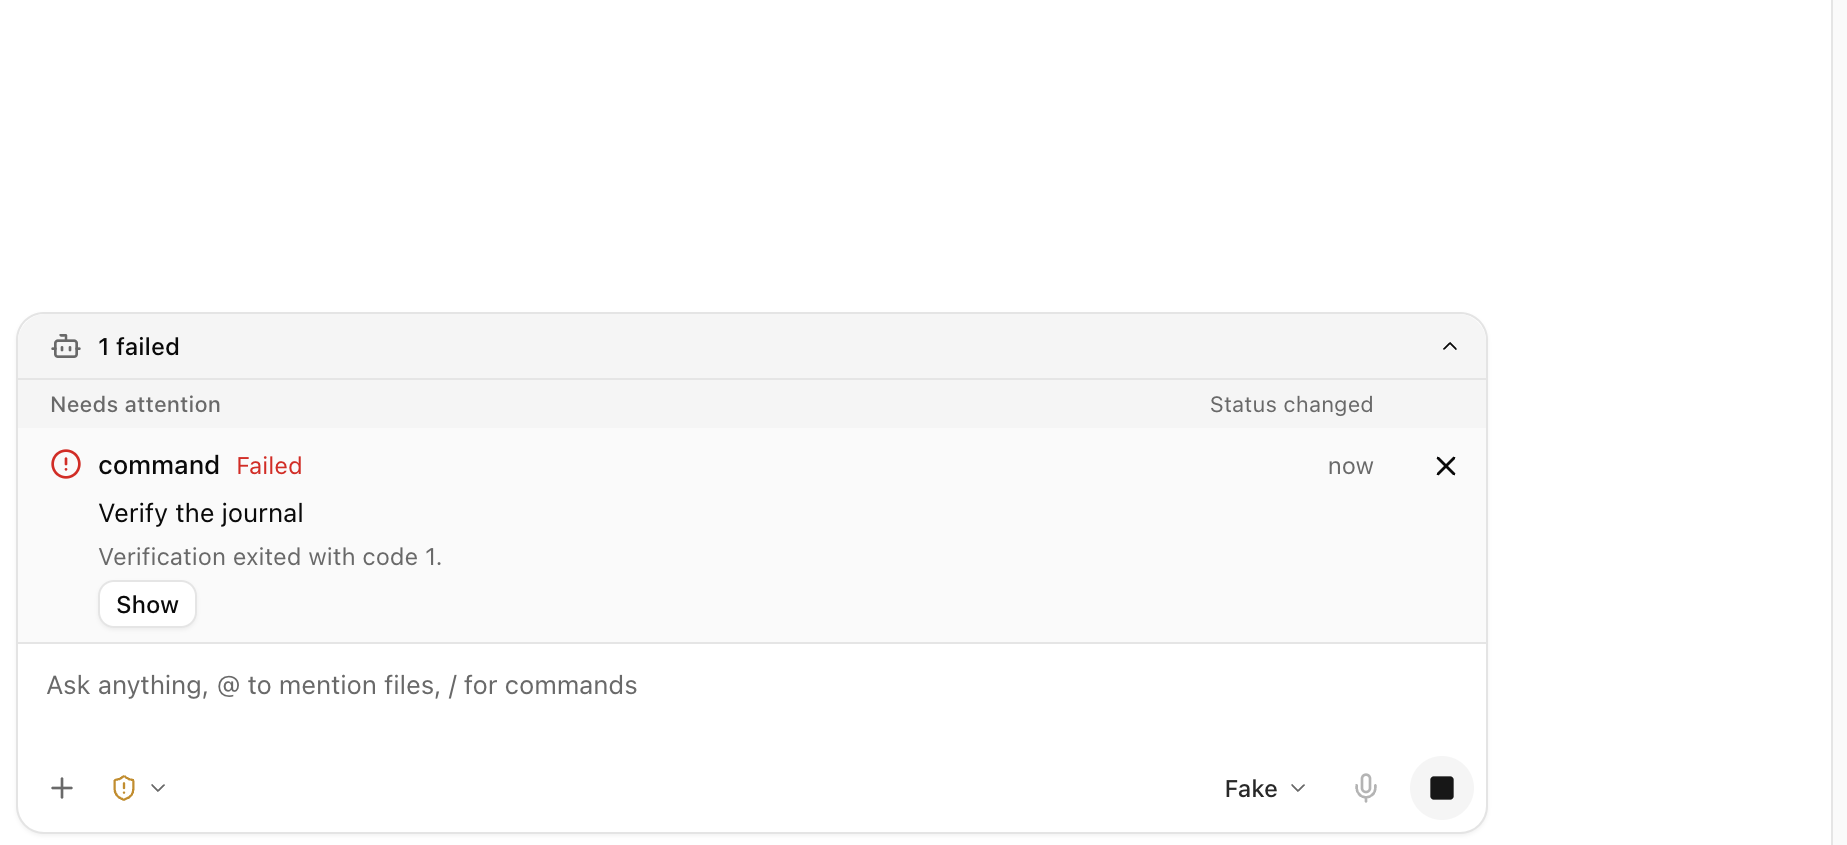 1 failed
Needs attention Status changed
command Failed now
Verify the journal
Verification exited with code 1.
Show
Ask anything, @ to mention files, / for commands
Fake